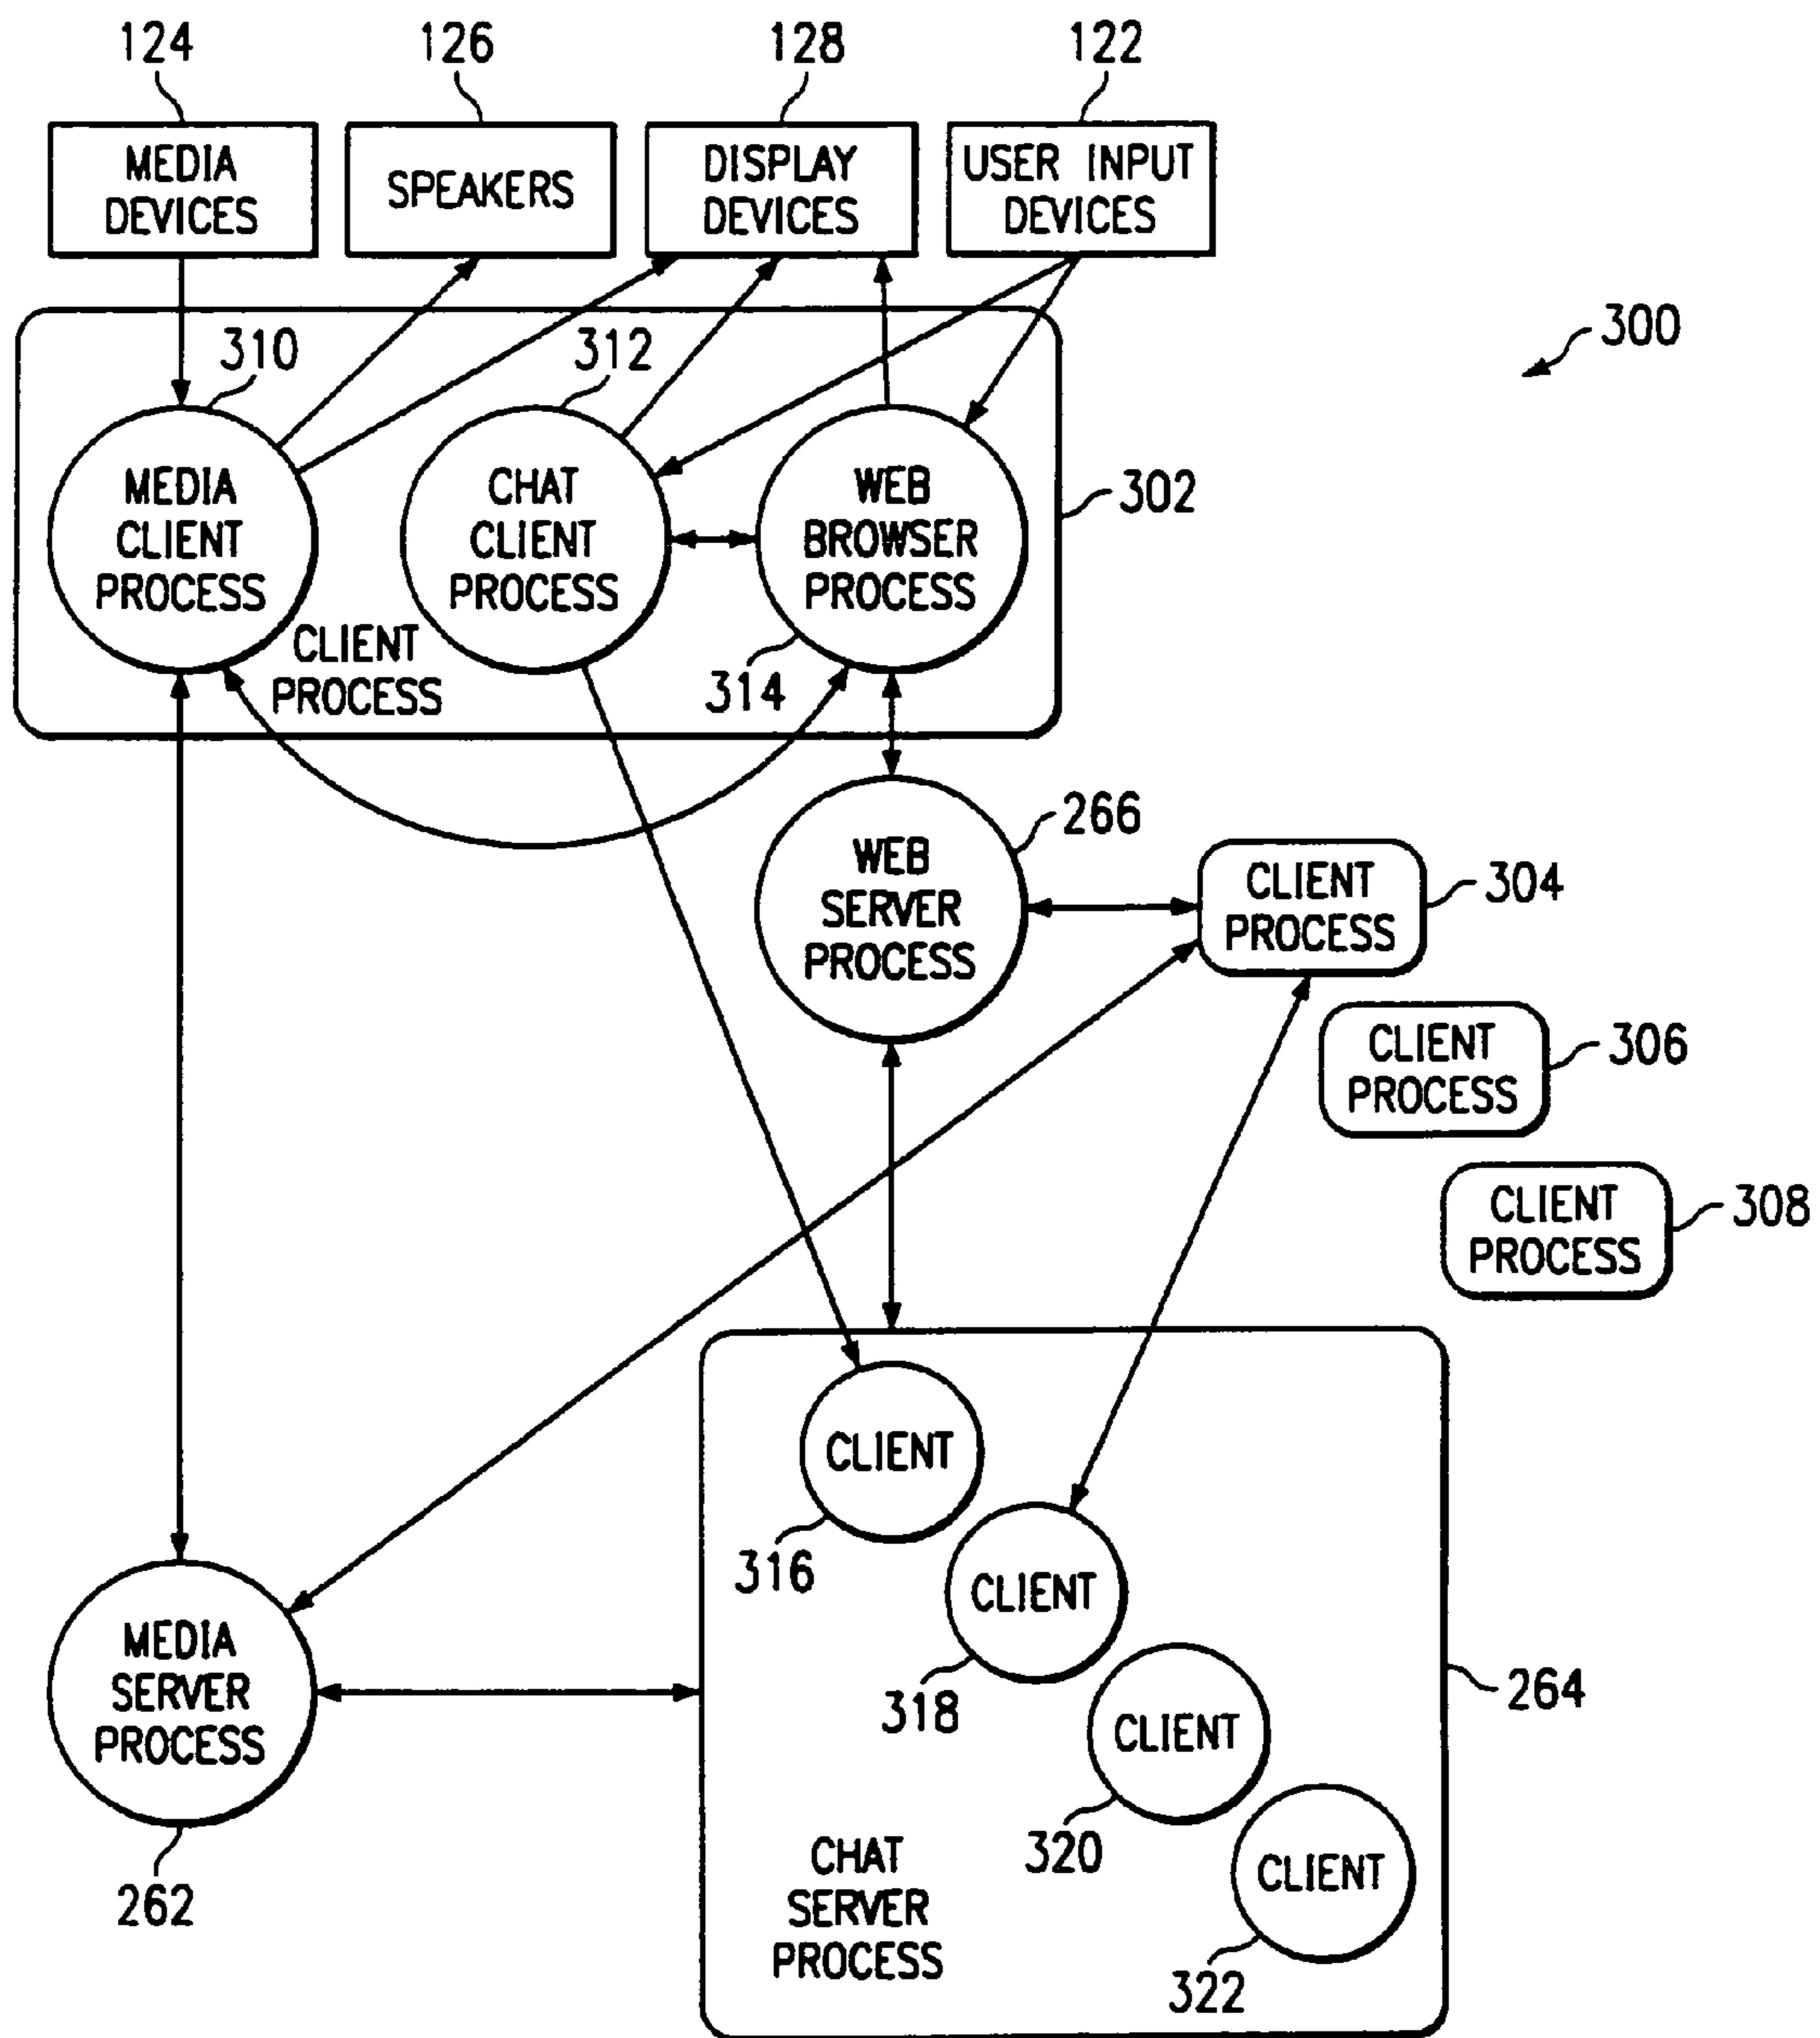 124
126
128
122
MEDIA
DEVICES
SPEAKERS
DISPLAY
DEVICES
USER INPUT
DEVICES
300
310
312
302
MEDIA
CLIENT
PROCESS
CHAT
CLIENT
PROCESS
WEB
BROWSER
PROCESS
CLIENT
PROCESS
314
266
WEB
SERVER
PROCESS
CLIENT
PROCESS
304
CLIENT
PROCESS
306
CLIENT
PROCESS
308
CLIENT
316
CLIENT
318
MEDIA
SERVER
PROCESS
262
264
CLIENT
320
CLIENT
322
CHAT
SERVER
PROCESS